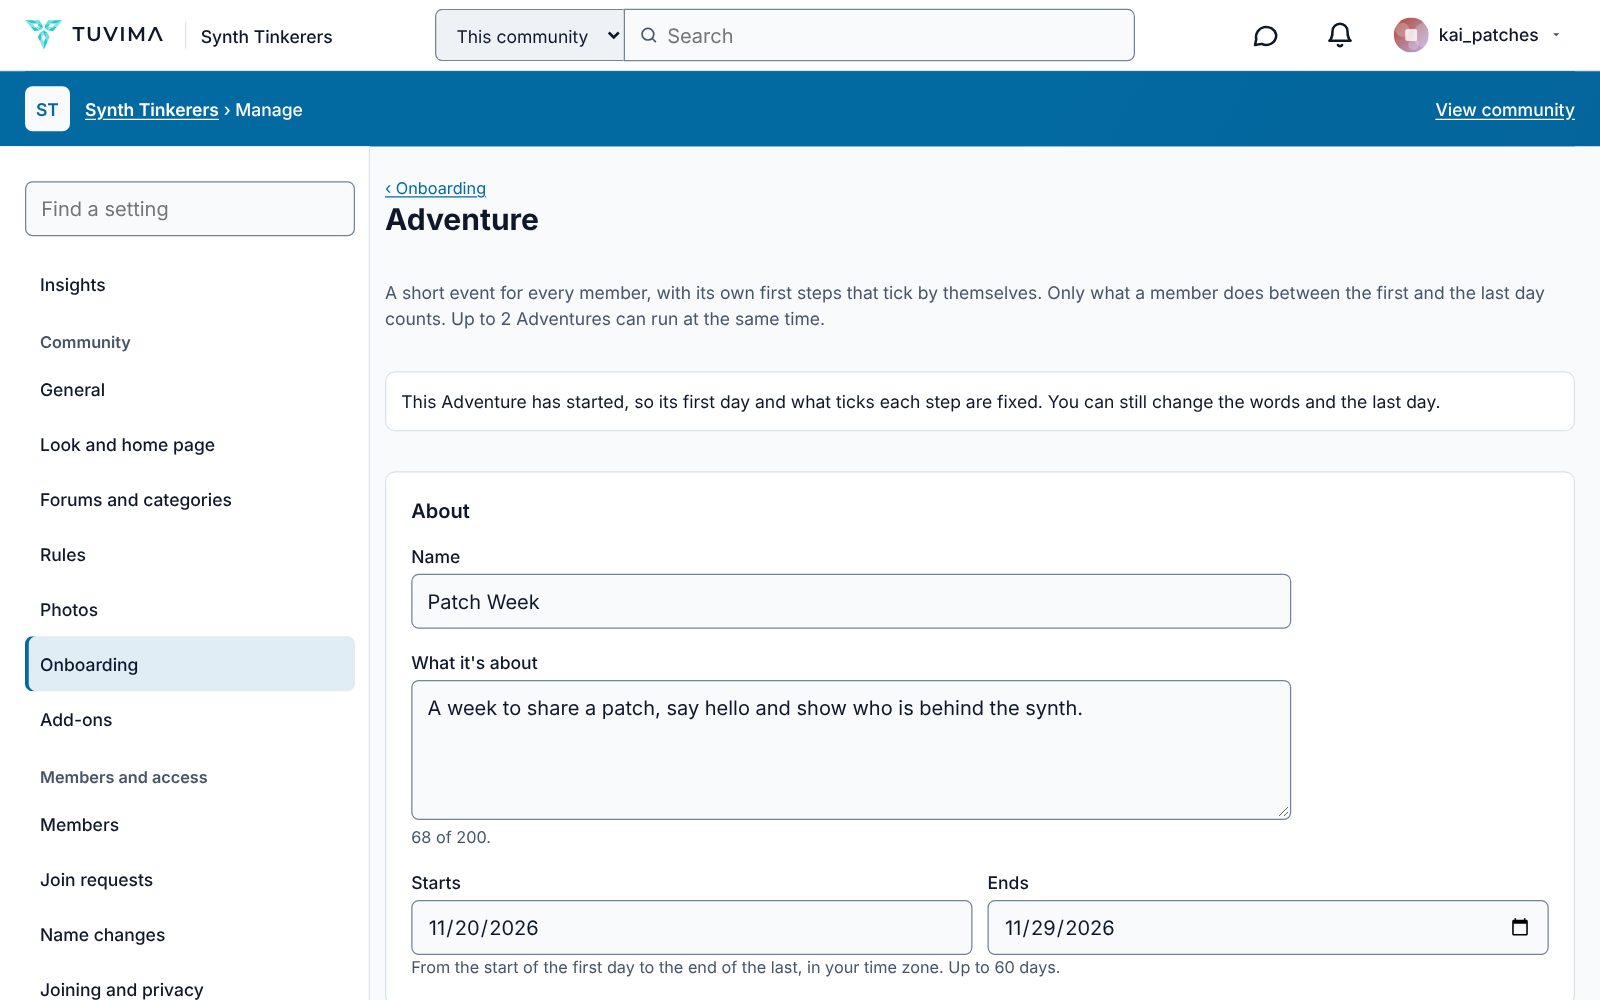 TUVIMA
Synth Tinkerers
This community
Search
kai_patches
ST
Synth Tinkerers › Manage
View community
Find a setting
Insights
Community
General
Look and home page
Forums and categories
Rules
Photos
Onboarding
Add-ons
Members and access
Members
Join requests
Name changes
Joining and privacy
‹ Onboarding
Adventure
A short event for every member, with its own first steps that tick by themselves. Only what a member does between the first and the last day
counts. Up to 2 Adventures can run at the same time.
This Adventure has started, so its first day and what ticks each step are fixed. You can still change the words and the last day.
About
Name
Patch Week
What it's about
A week to share a patch, say hello and show who is behind the synth.
68 of 200.
Starts
Ends
11/20/2026
11/29/2026
From the start of the first day to the end of the last, in your time zone. Up to 60 days.